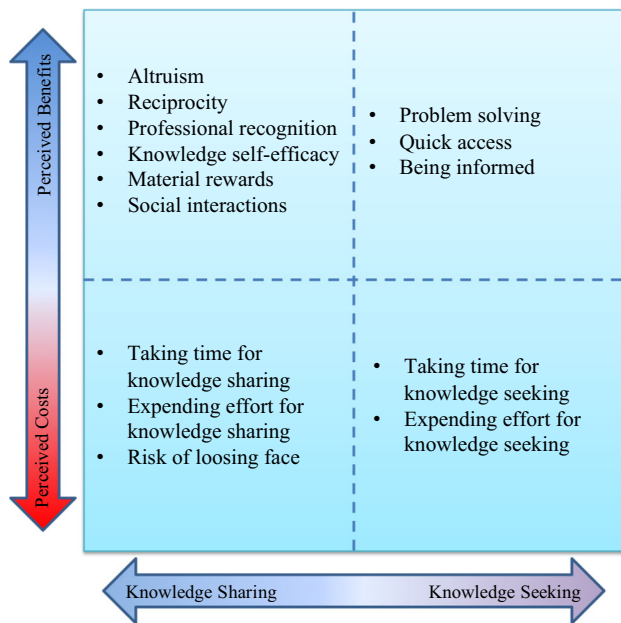 Perceived Benefits
• Altruism
• Reciprocity
• Professional recognition
• Knowledge self-efficacy
• Material rewards
• Social interactions
• Problem solving
• Quick access
• Being informed
Perceived Costs
• Taking time for
knowledge sharing
• Expending effort for
knowledge sharing
• Risk of loosing face
• Taking time for
knowledge seeking
• Expending effort for
knowledge seeking
Knowledge Sharing
Knowledge Seeking